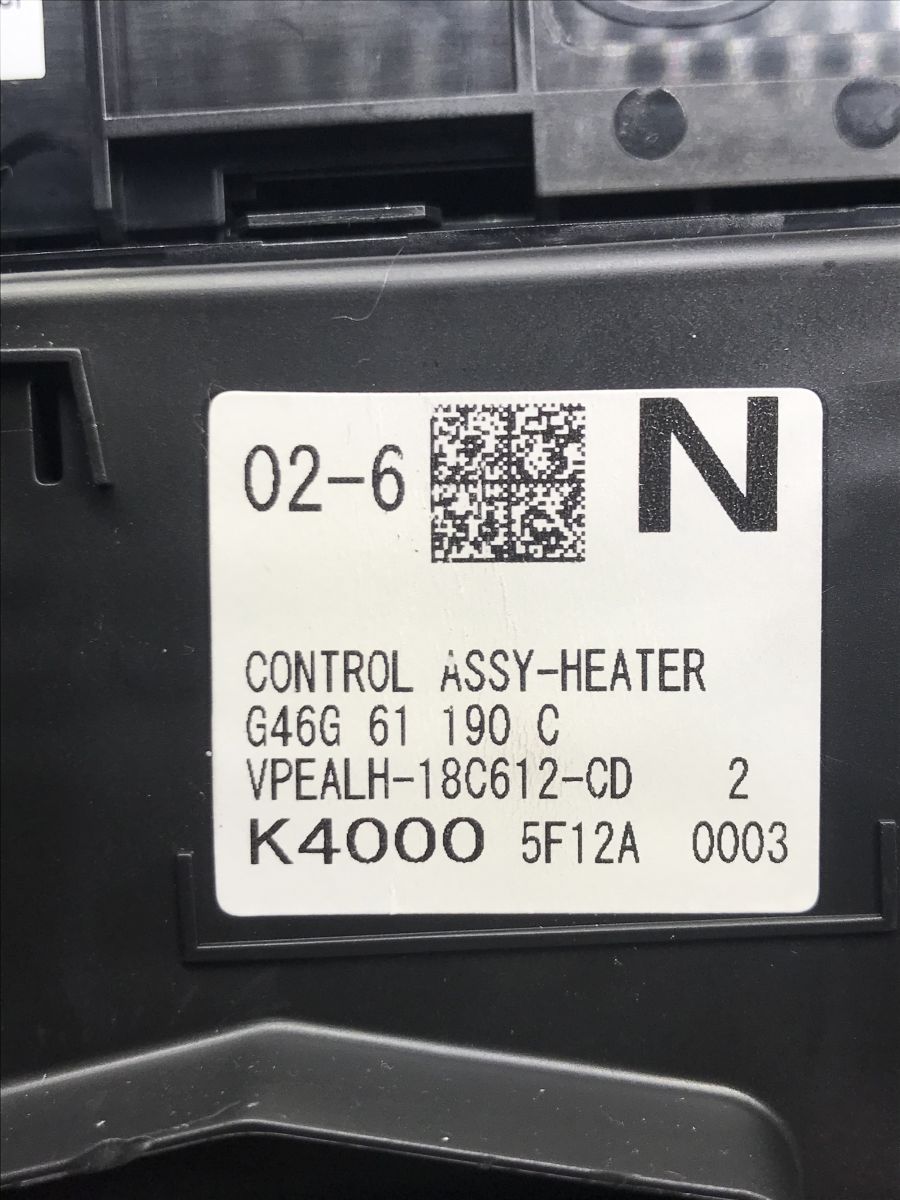 02-6
N
CONTROL ASSY-HEATER
G46G 61 190 C
VPEALH-18C612-CD 2
K4000 5F12A 0003